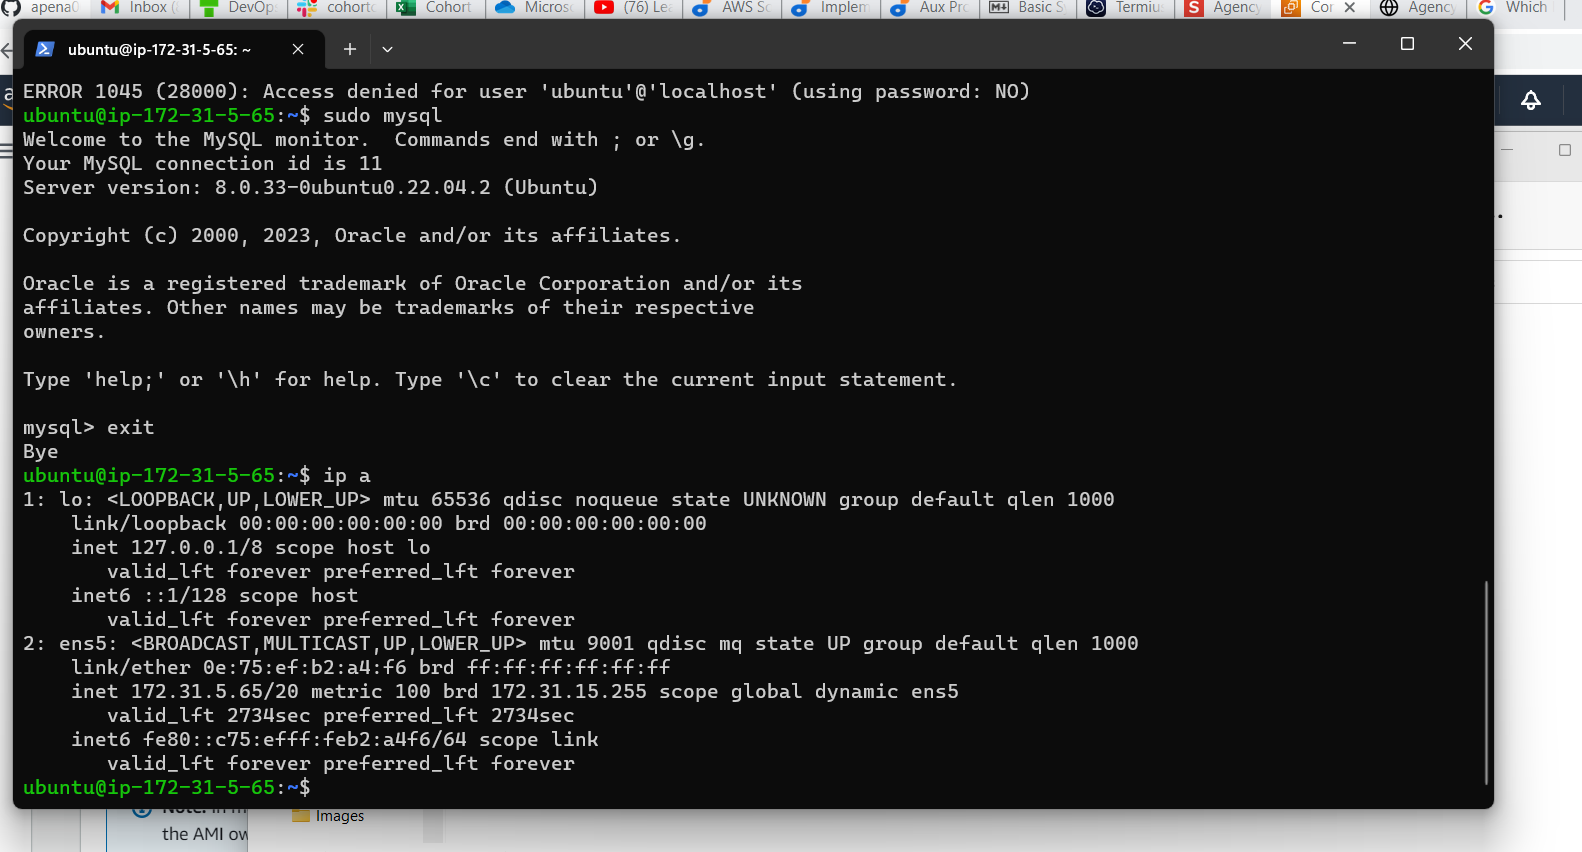 apena0
Inbox (
DevOp
cohort
Cohort
Micros
(76) Le
AWS S
Implem
Aux Pr
Basic S
Termiu
Agency
Cor
Agency
Which
ubuntu@ip-172-31-5-65: ~
ERROR 1045 (28000): Access denied for user 'ubuntu'@'localhost' (using password: NO)
ubuntu@ip-172-31-5-65:~$ sudo mysql
Welcome to the MySQL monitor.  Commands end with ; or \g.
Your MySQL connection id is 11
Server version: 8.0.33-0ubuntu0.22.04.2 (Ubuntu)
Copyright (c) 2000, 2023, Oracle and/or its affiliates.
Oracle is a registered trademark of Oracle Corporation and/or its
affiliates. Other names may be trademarks of their respective
owners.
Type 'help;' or '\h' for help. Type '\c' to clear the current input statement.
mysql> exit
Bye
ubuntu@ip-172-31-5-65:~$ ip a
1: lo: <LOOPBACK,UP,LOWER_UP> mtu 65536 qdisc noqueue state UNKNOWN group default qlen 1000
    link/loopback 00:00:00:00:00:00 brd 00:00:00:00:00:00
    inet 127.0.0.1/8 scope host lo
       valid_lft forever preferred_lft forever
    inet6 ::1/128 scope host
       valid_lft forever preferred_lft forever
2: ens5: <BROADCAST,MULTICAST,UP,LOWER_UP> mtu 9001 qdisc mq state UP group default qlen 1000
    link/ether 0e:75:ef:b2:a4:f6 brd ff:ff:ff:ff:ff:ff
    inet 172.31.5.65/20 metric 100 brd 172.31.15.255 scope global dynamic ens5
       valid_lft 2734sec preferred_lft 2734sec
    inet6 fe80::c75:efff:feb2:a4f6/64 scope link
       valid_lft forever preferred_lft forever
ubuntu@ip-172-31-5-65:~$
Images
the AMI ow